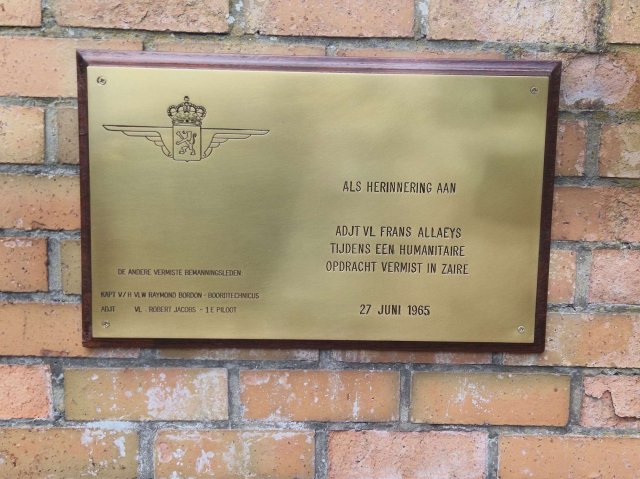 ALS HERINNERING AAN
ADJT VL FRANS ALLAEYS
TIJDENS EEN HUMANITAIRE
OPDRACHT VERMIST IN ZAIRE
27 JUNI 1965
DE ANDERE VERMISTE BEMANNINGSLEDEN
KAPT V/H VLW RAYMOND BORDON - BOORDTECHNICUS
ADJT VL ROBERT JACOBS - 1E PILOOT